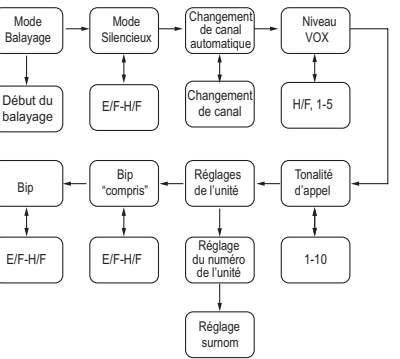 Mode
Balayage
Mode
Silencieux
Changement
de canal
automatique
Niveau
VOX
Début du
balayage
E/F-H/F
Changement
de canal
H/F, 1-5
Bip
Bip
“compris”
Réglages
de l’unité
Tonalité
d’appel
E/F-H/F
E/F-H/F
Réglage
du numéro
de l’unité
1-10
Réglage
surnom